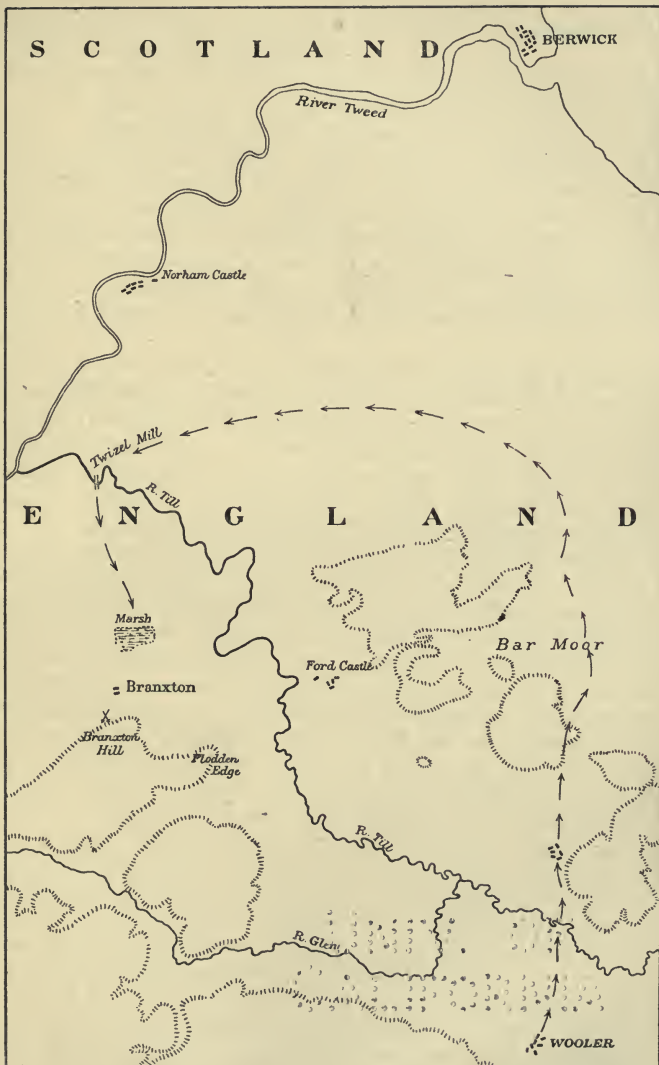 SCOTLAND
BERWICK
River Tweed
Norham Castle
Twizel Mill
R. Till
ENGLAND
Marsh
Bar Moor
Ford Castle
Branxton
Branxton
Hill
Flodden
Edge
R. Till
R. Glen
WOOLER